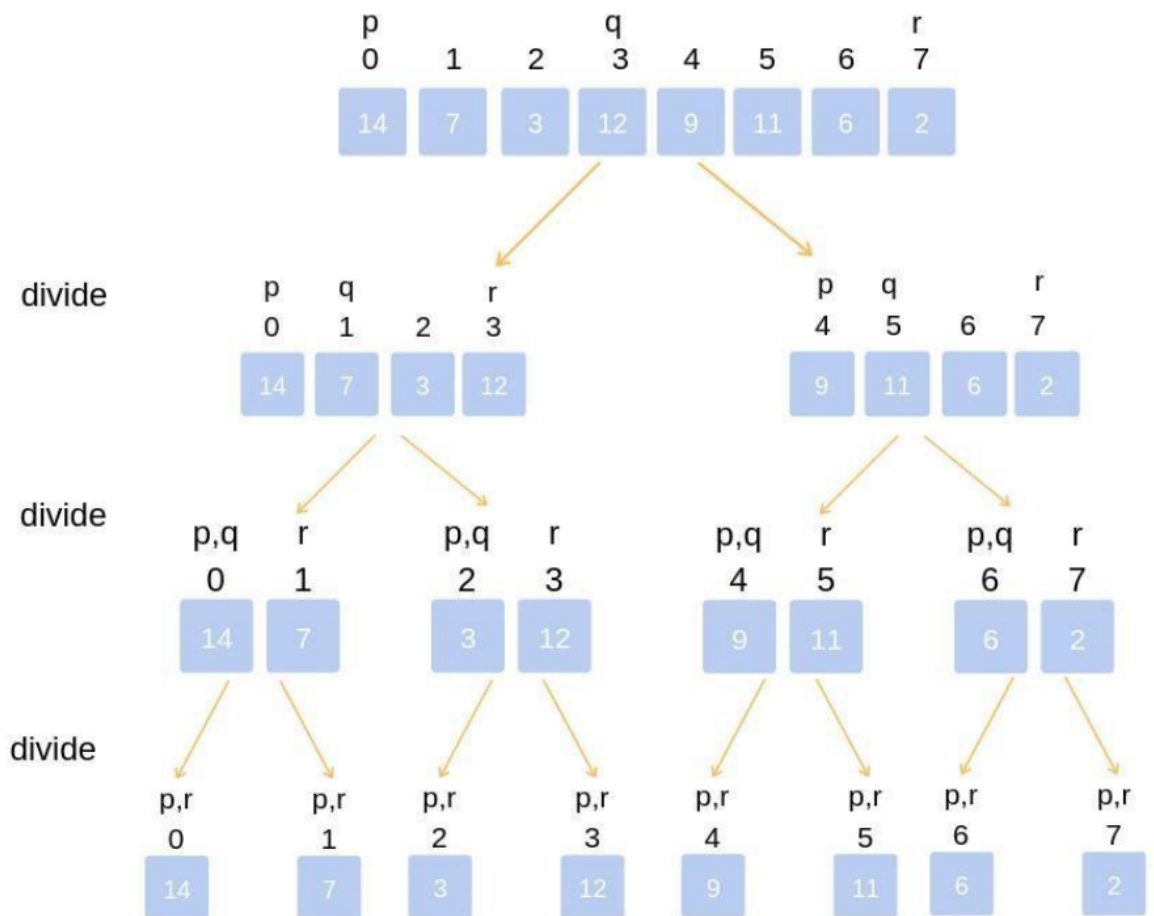 p q r
0 1 2 3 4 5 6 7
14 7 3 12 9 11 6 2
divide
p q r p q r
0 1 2 3 4 5 6 7
14 7 3 12 9 11 6 2
divide
p,q r p,q r p,q r p,q r
0 1 2 3 4 5 6 7
14 7 3 12 9 11 6 2
divide
p,r p,r p,r p,r p,r p,r p,r p,r
0 1 2 3 4 5 6 7
14 7 3 12 9 11 6 2